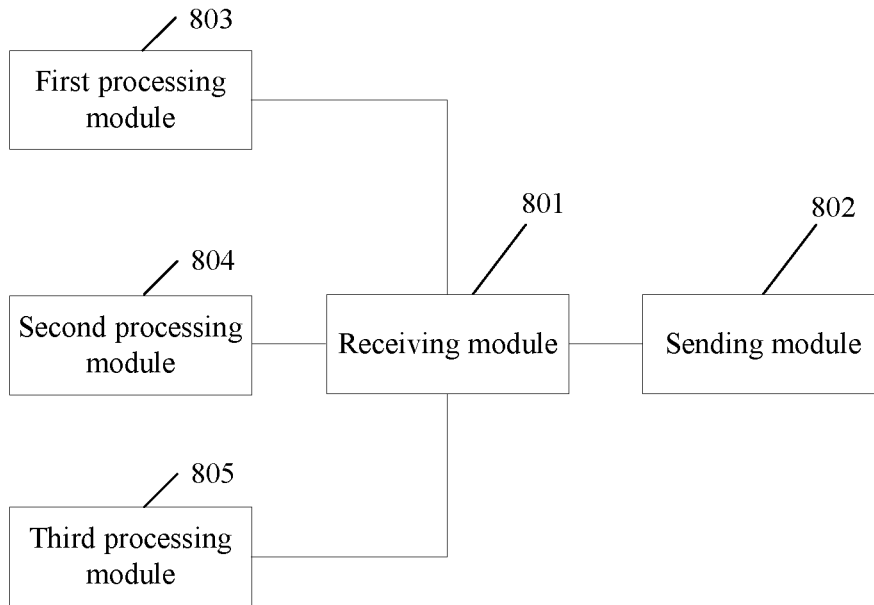 803
First processing
module
801
802
804
Second processing
module
Receiving module
Sending module
805
Third processing
module